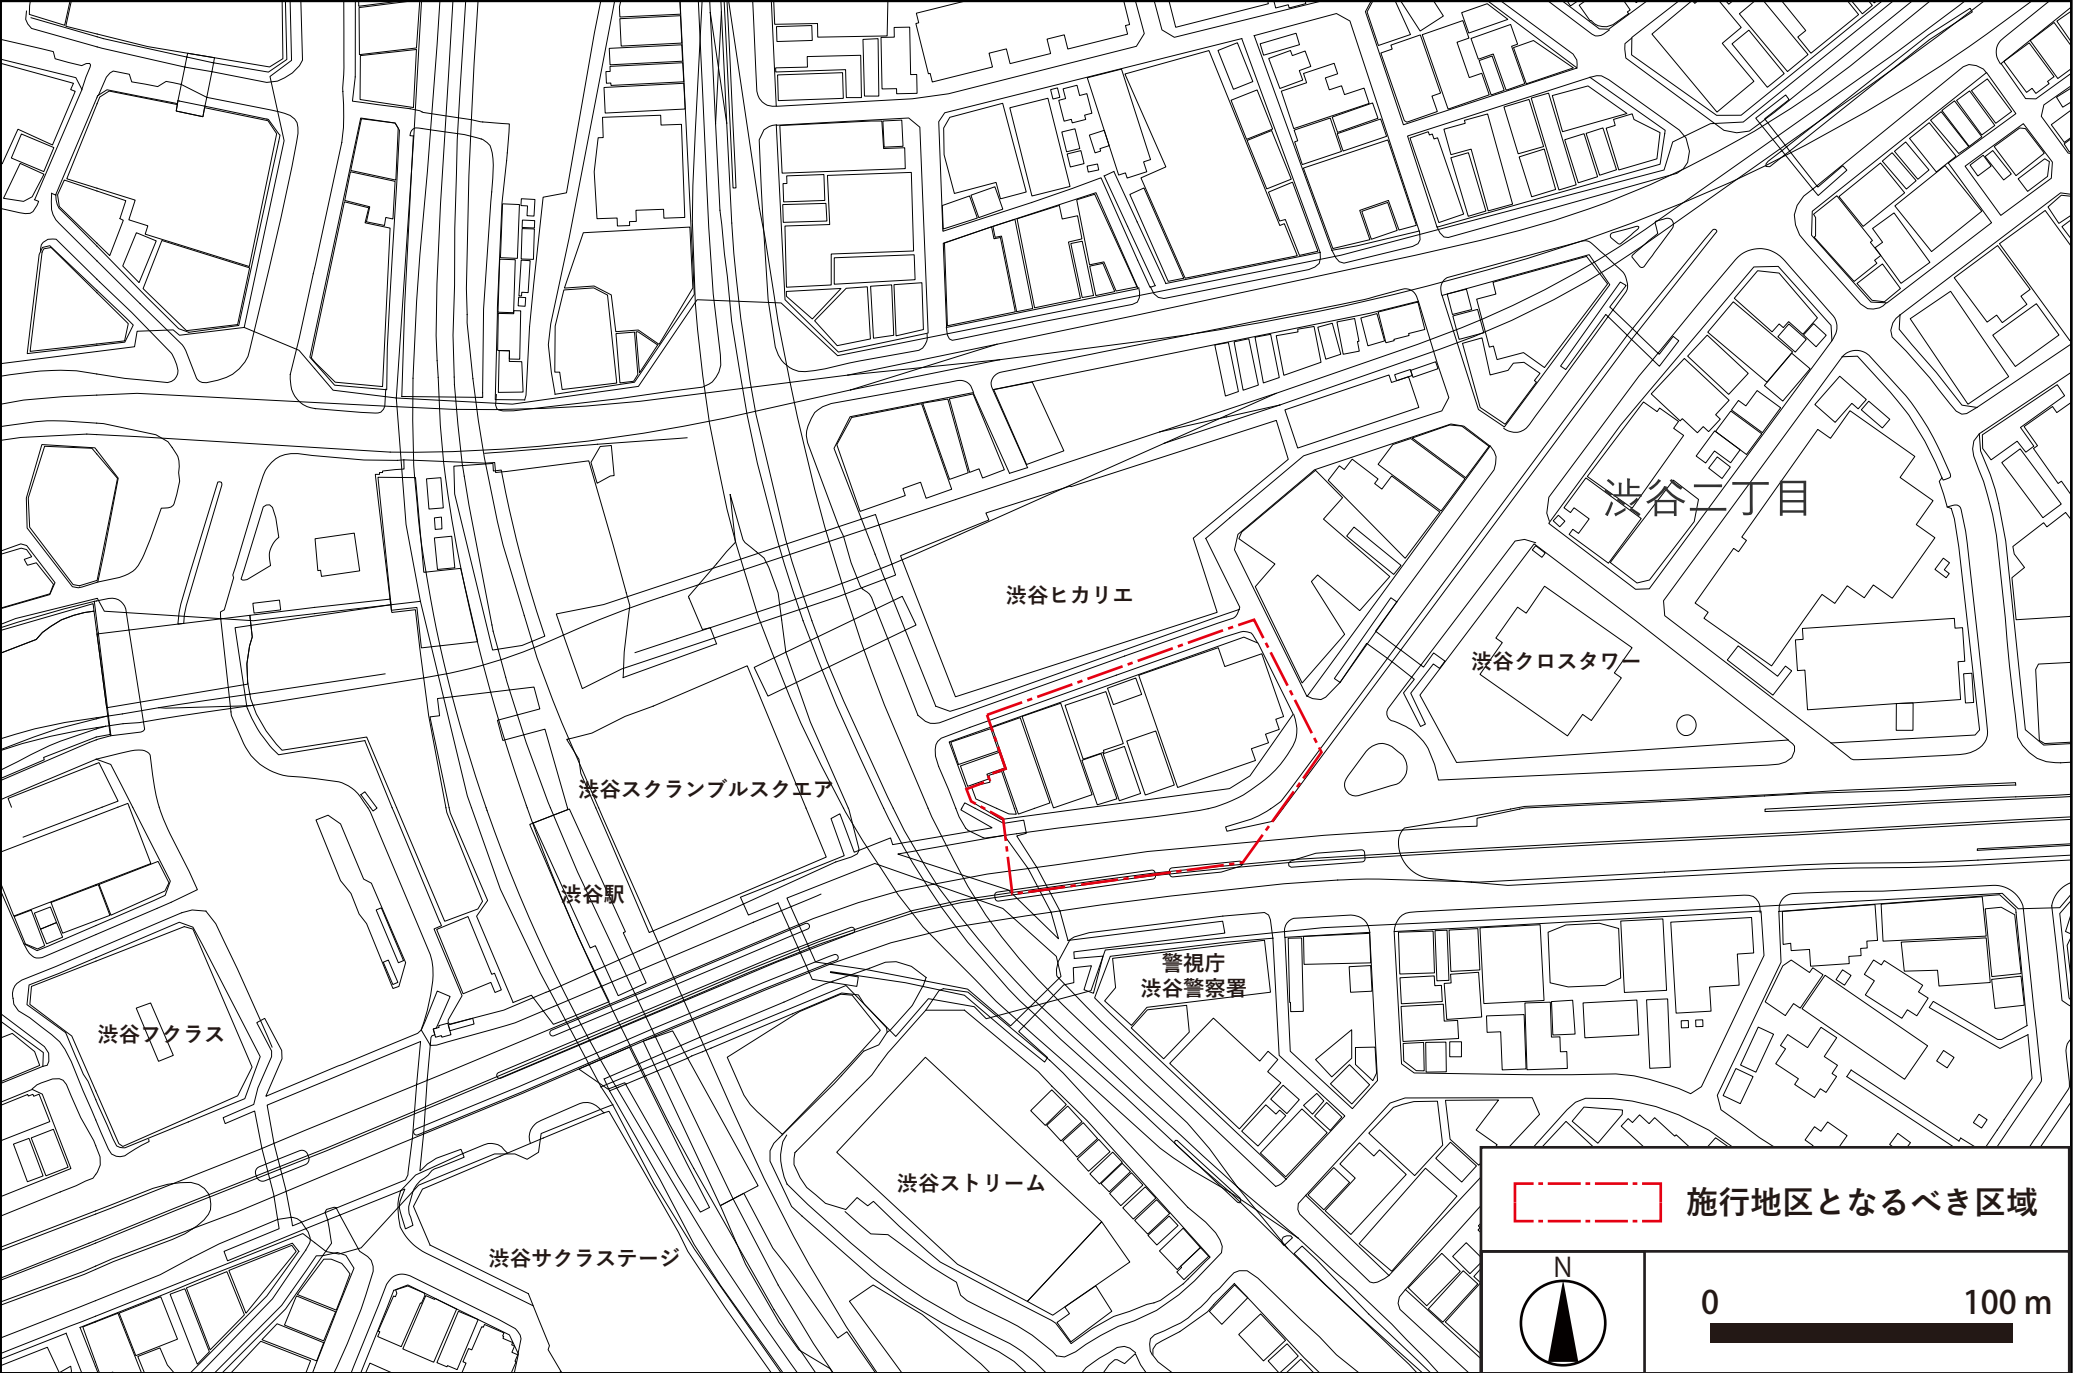 渋谷二丁目
渋谷ヒカリエ
渋谷クロスタワー
渋谷スクランブルスクエア
渋谷駅
警視庁
渋谷警察署
渋谷フクラス
渋谷ストリーム
渋谷サクラステージ
施行地区となるべき区域
N
0 100 m